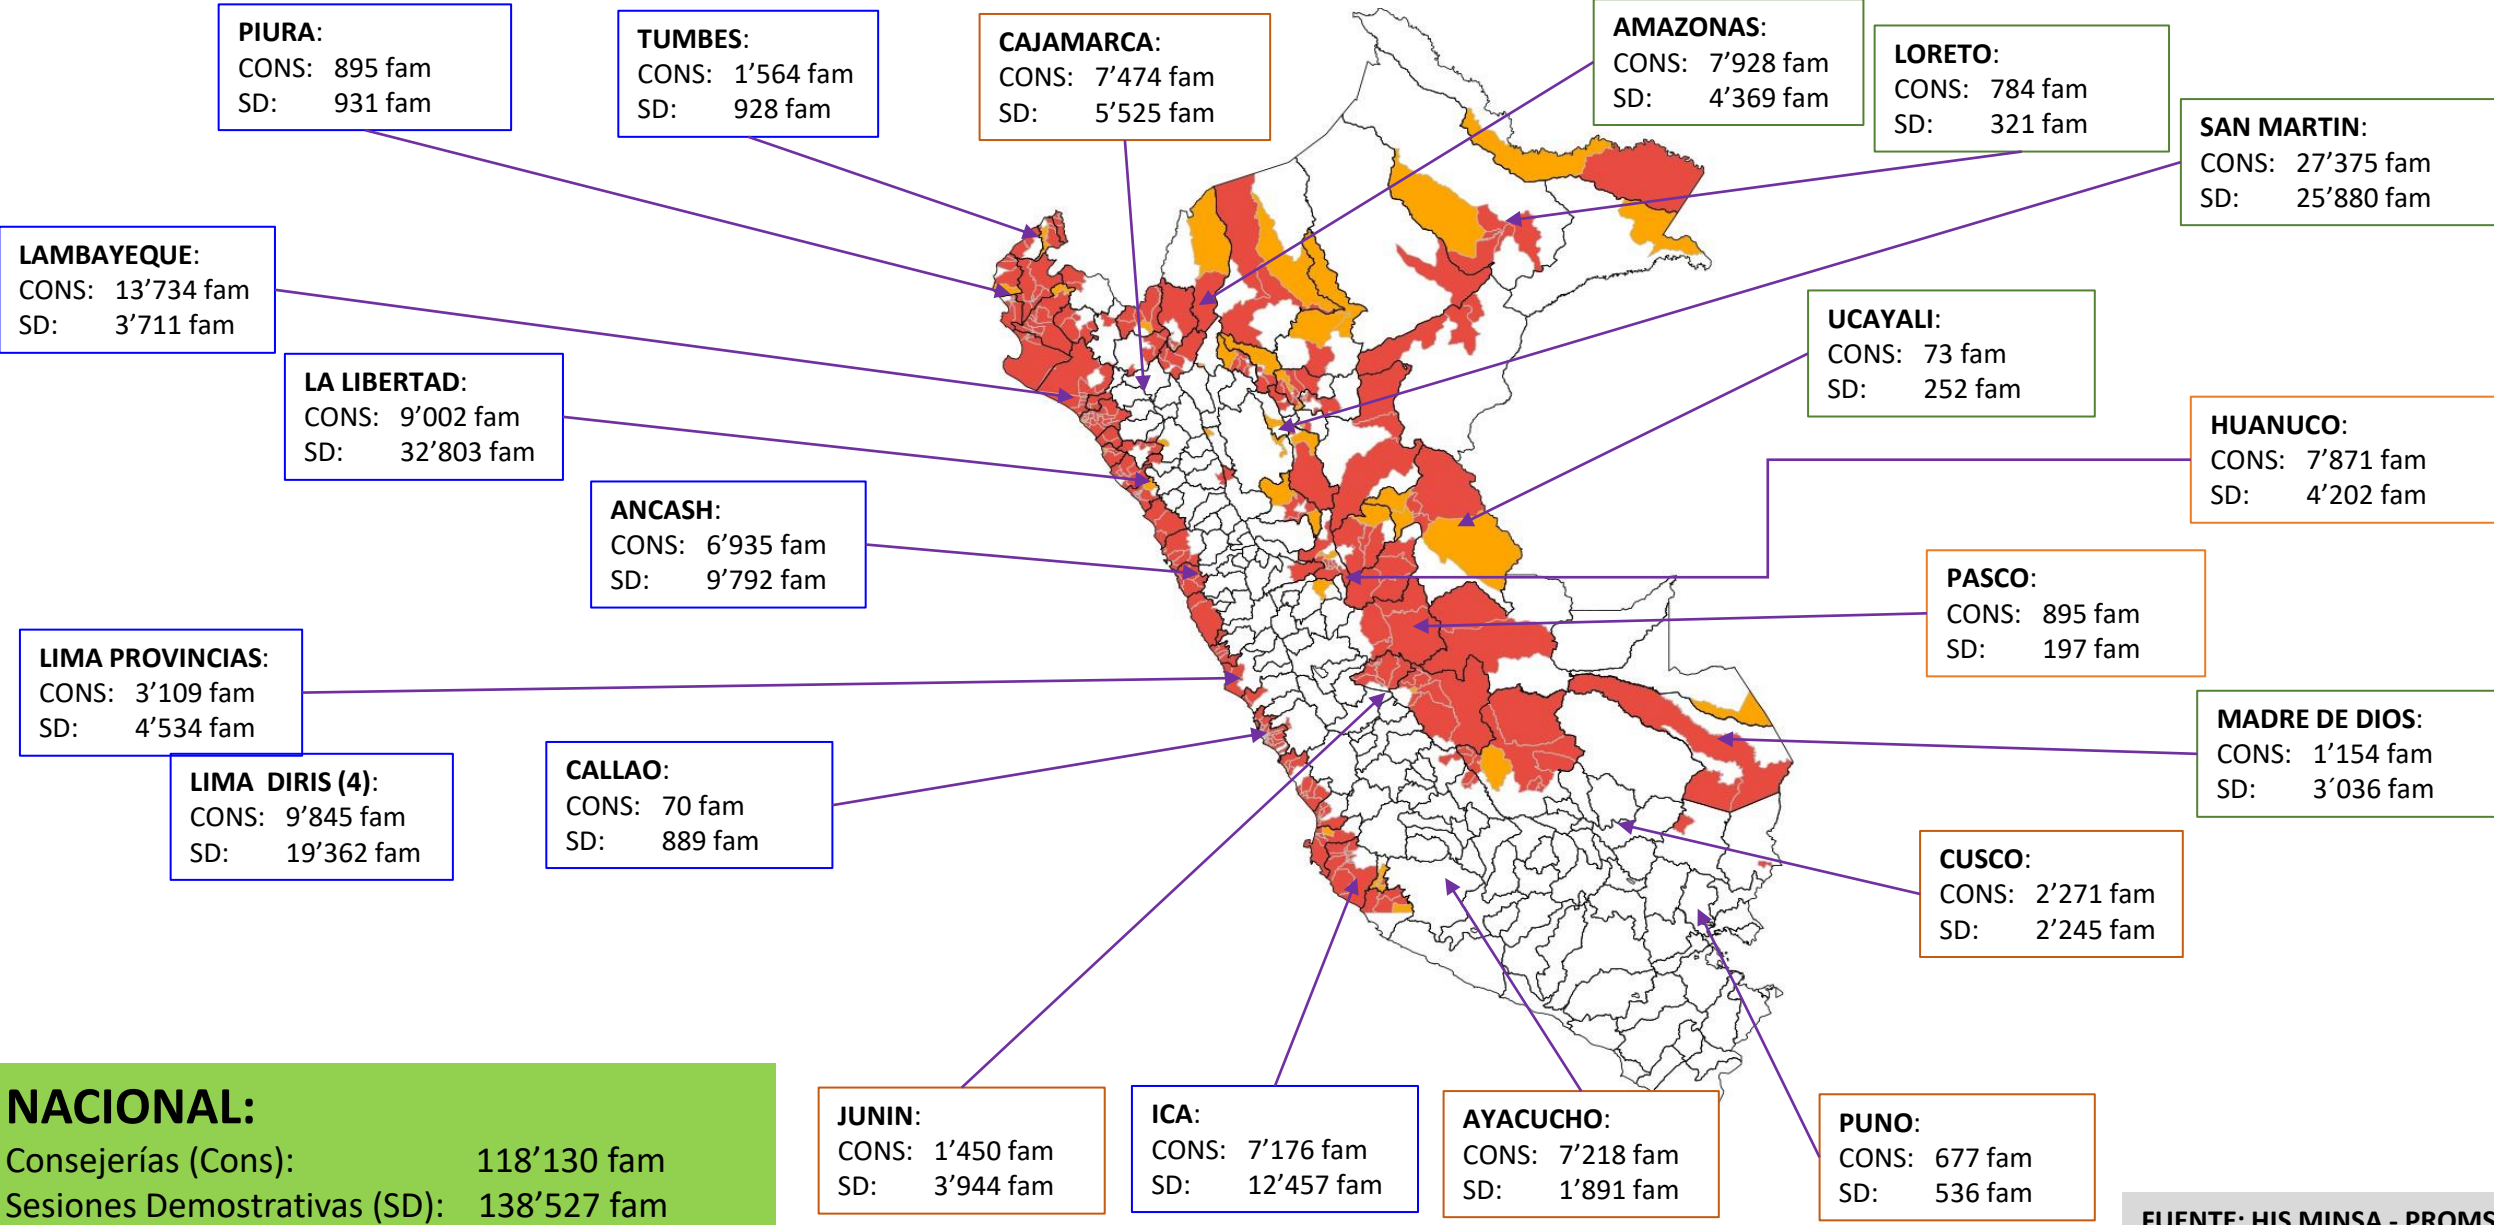 PIURA:
CONS: 895 fam
SD: 931 fam
TUMBES:
CONS: 1’564 fam
SD: 928 fam
CAJAMARCA:
CONS: 7’474 fam
SD: 5’525 fam
AMAZONAS:
CONS: 7’928 fam
SD: 4’369 fam
LORETO:
CONS: 784 fam
SD: 321 fam
SAN MARTIN:
CONS: 27’375 fam
SD: 25’880 fam
LAMBAYEQUE:
CONS: 13’734 fam
SD: 3’711 fam
LA LIBERTAD:
CONS: 9’002 fam
SD: 32’803 fam
UCAYALI:
CONS: 73 fam
SD: 252 fam
HUANUCO:
CONS: 7’871 fam
SD: 4’202 fam
ANCASH:
CONS: 6’935 fam
SD: 9’792 fam
PASCO:
CONS: 895 fam
SD: 197 fam
LIMA PROVINCIAS:
CONS: 3’109 fam
SD: 4’534 fam
MADRE DE DIOS:
CONS: 1’154 fam
SD: 3´036 fam
LIMA DIRIS (4):
CONS: 9’845 fam
SD: 19’362 fam
CALLAO:
CONS: 70 fam
SD: 889 fam
CUSCO:
CONS: 2’271 fam
SD: 2’245 fam
NACIONAL:
Consejerías (Cons): 118’130 fam
Sesiones Demostrativas (SD): 138’527 fam
JUNIN:
CONS: 1’450 fam
SD: 3’944 fam
ICA:
CONS: 7’176 fam
SD: 12’457 fam
AYACUCHO:
CONS: 7’218 fam
SD: 1’891 fam
PUNO:
CONS: 677 fam
SD: 536 fam
FUENTE: HIS MINSA - PROMS